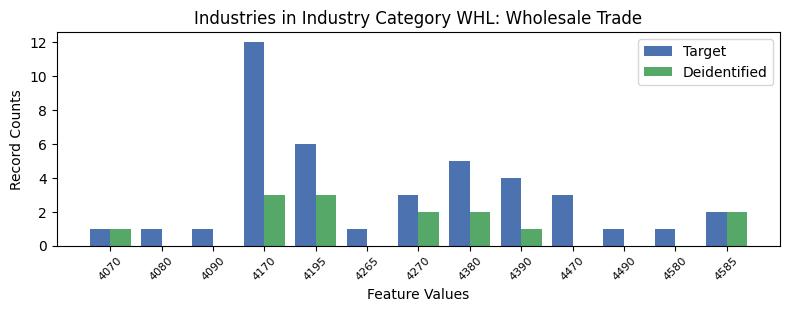 Industries in Industry Category WHL: Wholesale Trade
Target
Deidentified
Record Counts
12
10
8
6
4
2
0
4070 4080 4090 4170 4195 4265 4270 4380 4390 4470 4490 4580 4585
Feature Values